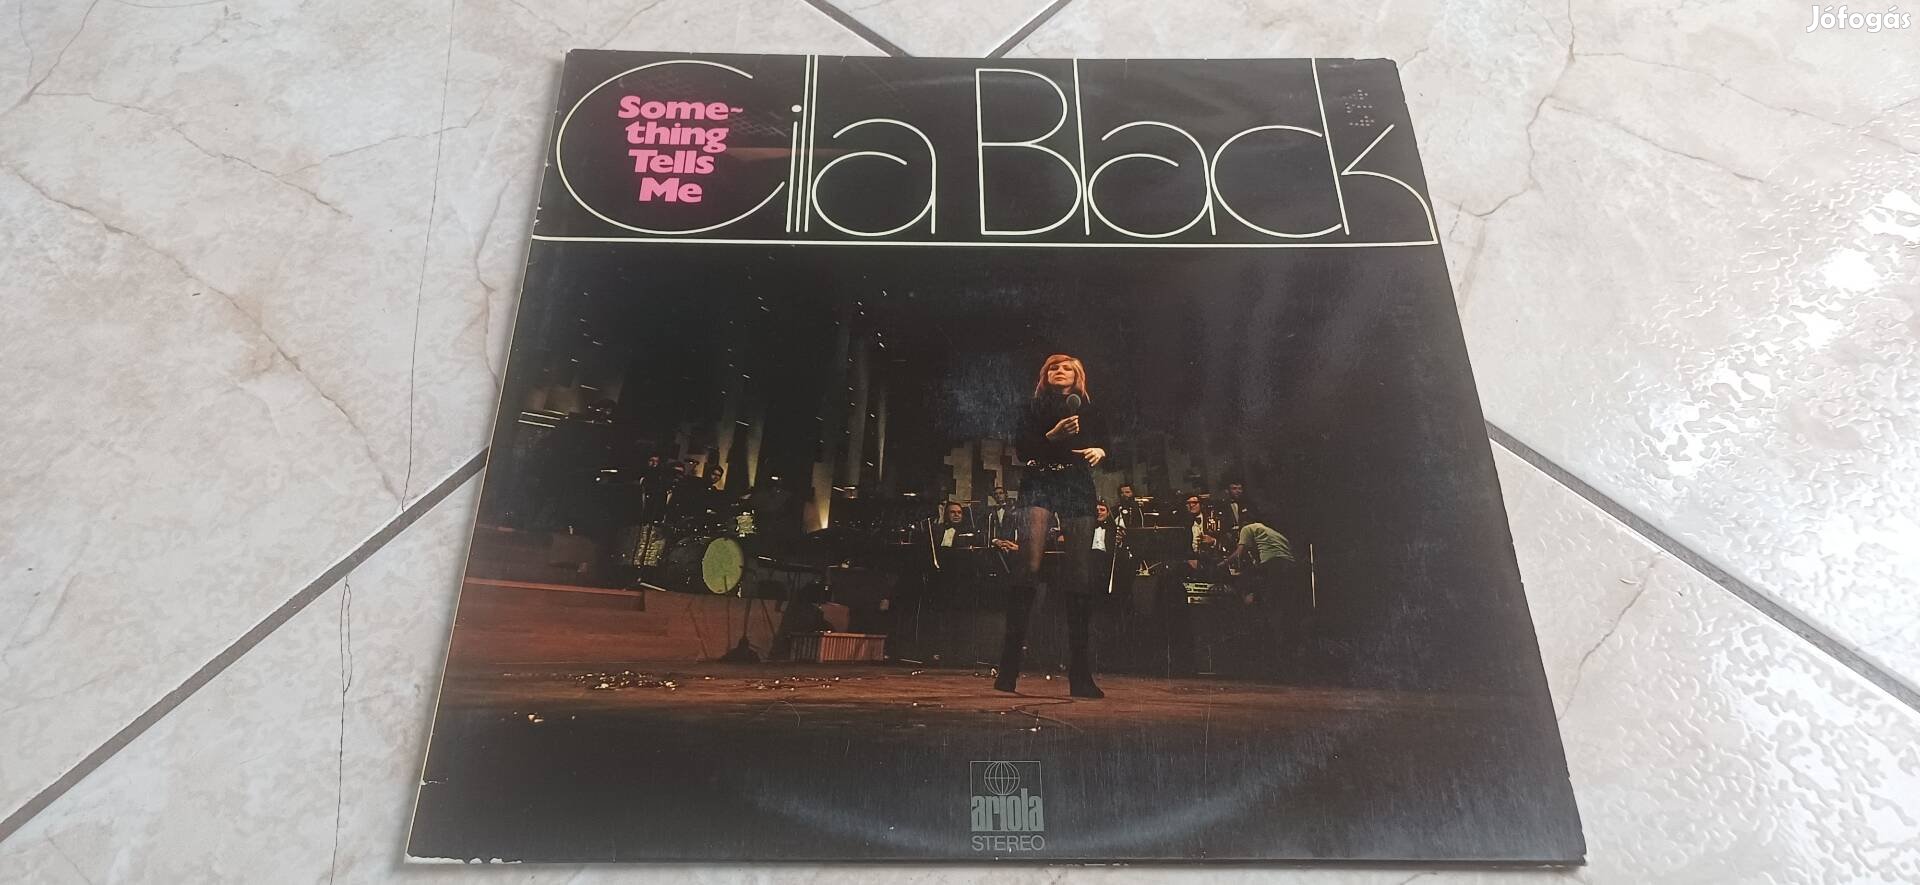 Jófogás
Cilla Black
Some-
thing
Tells
Me
ariola
STEREO